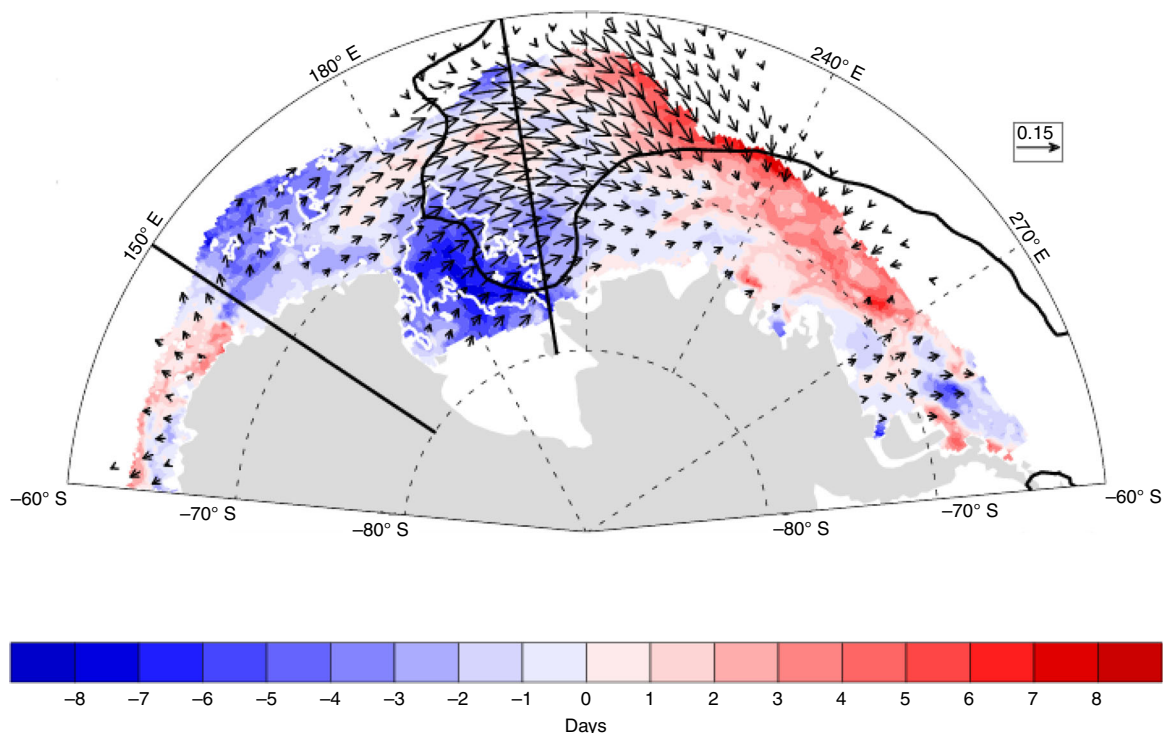 180° E
240° E
0.15
150° E
270° E
–60° S
–70° S
–80° S
–80° S
–70° S
–60° S
–8 –7 –6 –5 –4 –3 –2 –1 0 1 2 3 4 5 6 7 8
Days